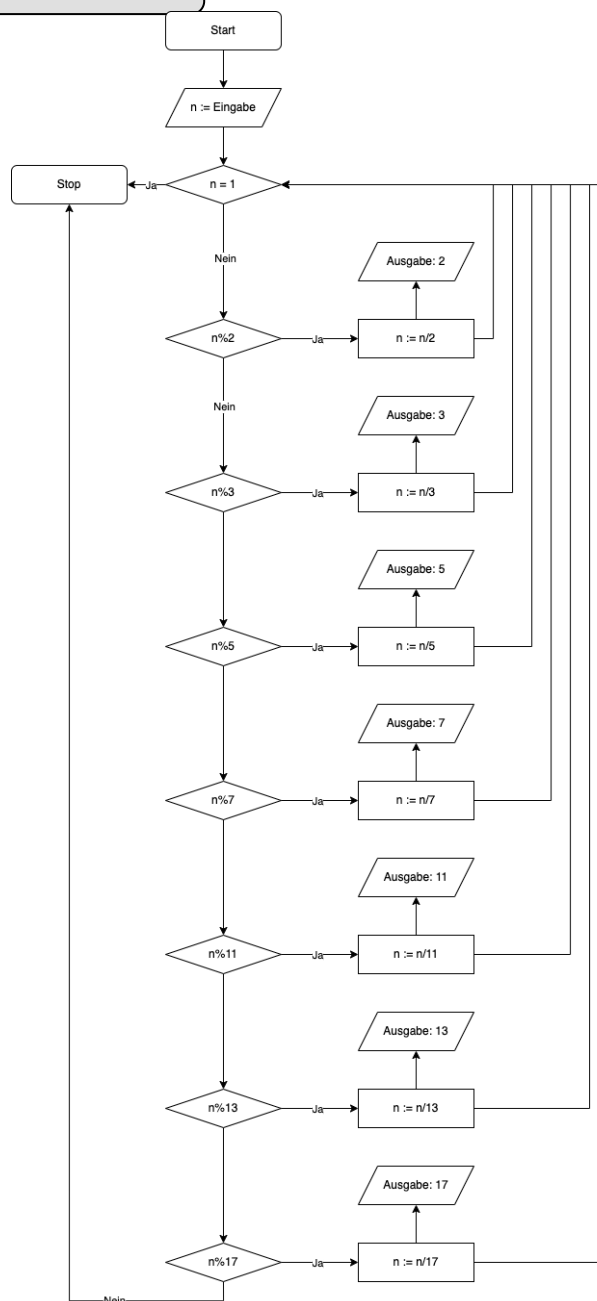 Start
n := Eingabe
Stop
Ja
n = 1
Nein
Ausgabe: 2
n%2
Ja
n := n/2
Nein
Ausgabe: 3
n%3
Ja
n := n/3
Ausgabe: 5
n%5
Ja
n := n/5
Ausgabe: 7
n%7
Ja
n := n/7
Ausgabe: 11
n%11
Ja
n := n/11
Ausgabe: 13
n%13
Ja
n := n/13
Ausgabe: 17
n%17
Ja
n := n/17
Nein